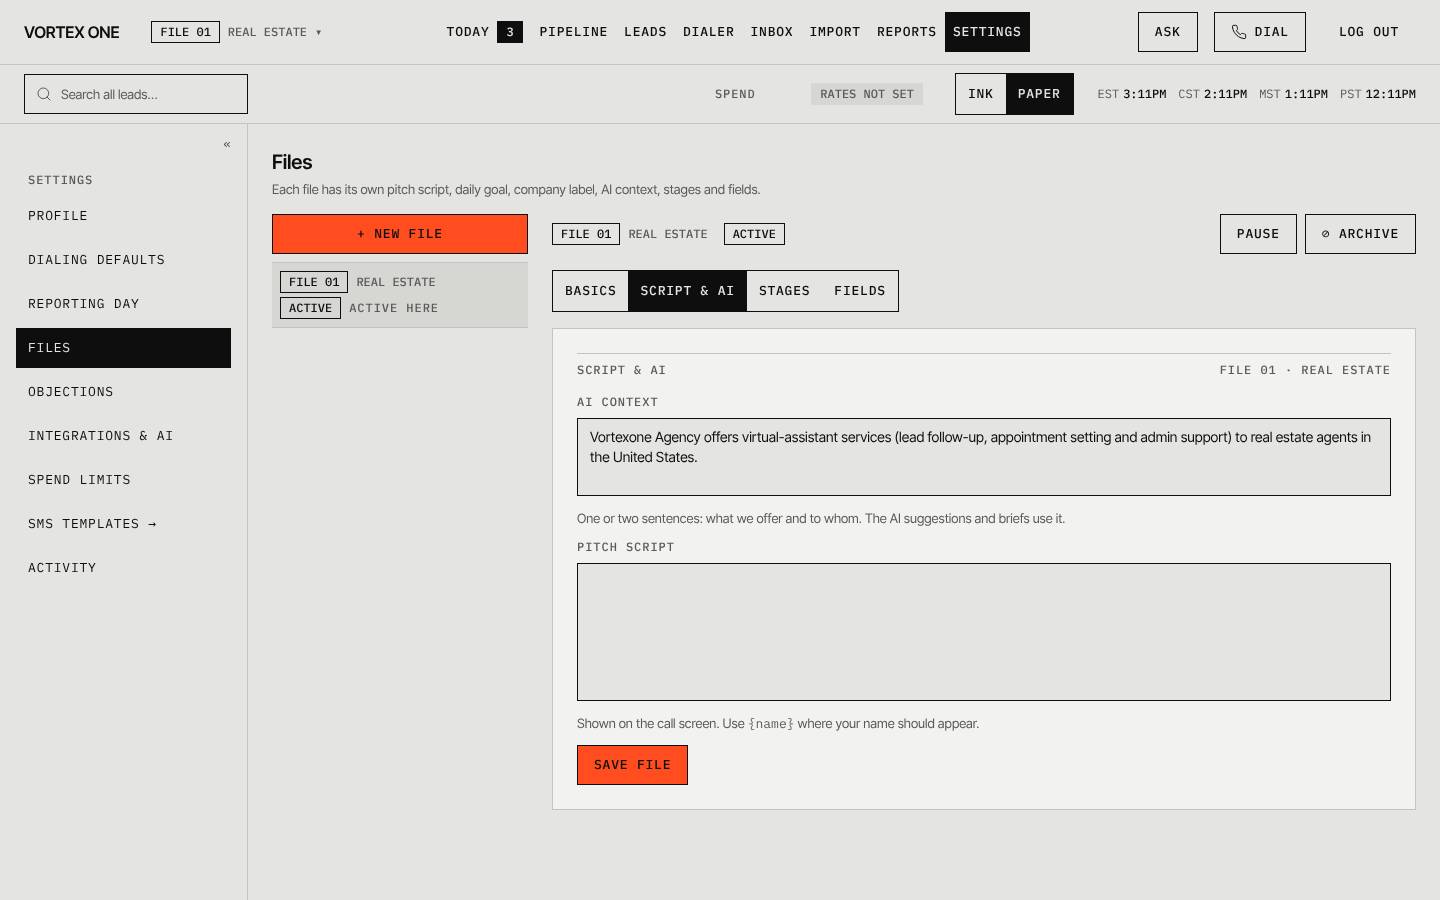 VORTEX ONE FILE 01 REAL ESTATE ▾ TODAY 3 PIPELINE LEADS DIALER INBOX IMPORT REPORTS SETTINGS ASK DIAL LOG OUT
Search all leads... SPEND RATES NOT SET INK PAPER EST 3:11PM CST 2:11PM MST 1:11PM PST 12:11PM
«
SETTINGS
PROFILE
DIALING DEFAULTS
REPORTING DAY
FILES
OBJECTIONS
INTEGRATIONS & AI
SPEND LIMITS
SMS TEMPLATES →
ACTIVITY
Files
Each file has its own pitch script, daily goal, company label, AI context, stages and fields.
+ NEW FILE
FILE 01 REAL ESTATE
ACTIVE ACTIVE HERE
FILE 01 REAL ESTATE ACTIVE PAUSE ⊘ ARCHIVE
BASICS SCRIPT & AI STAGES FIELDS
SCRIPT & AI FILE 01 · REAL ESTATE
AI CONTEXT
Vortexone Agency offers virtual-assistant services (lead follow-up, appointment setting and admin support) to real estate agents in
the United States.
One or two sentences: what we offer and to whom. The AI suggestions and briefs use it.
PITCH SCRIPT
Shown on the call screen. Use {name} where your name should appear.
SAVE FILE